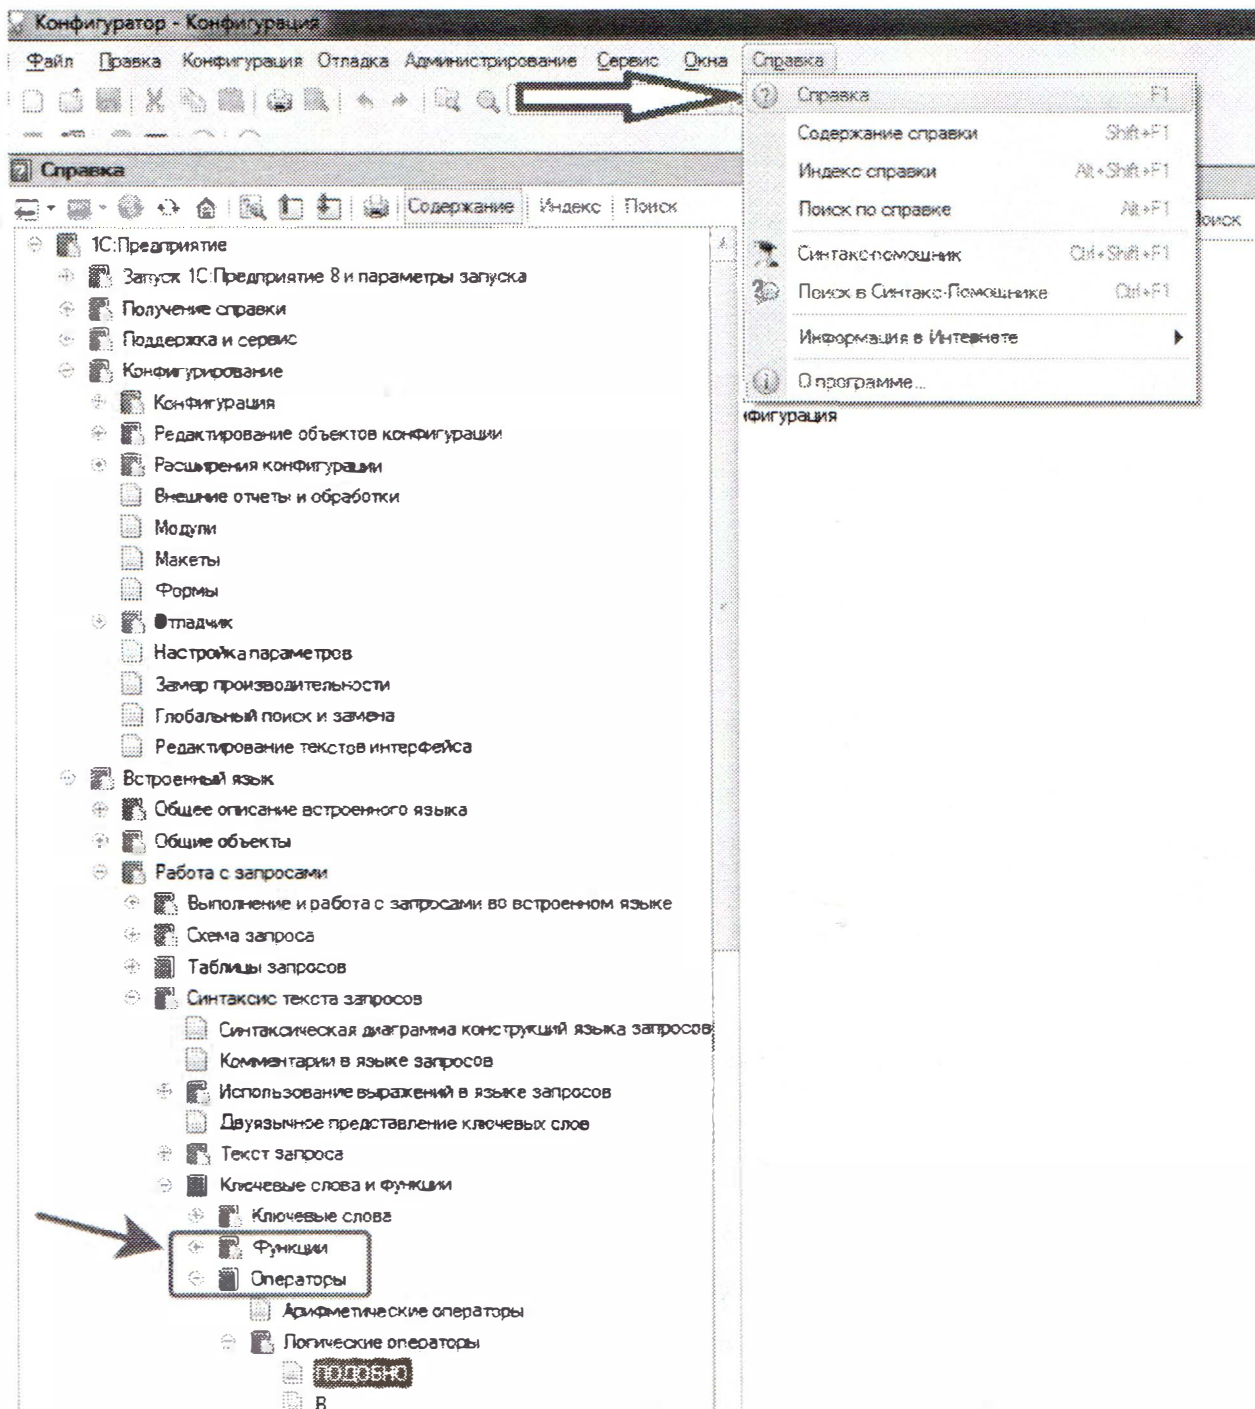 Конфигуратор - Конфигурация
Файл Правка Конфигурация Отладка Администрирование Сервис Окна Справка
Справка F1
Содержание справки Shift+F1
Индекс справки Alt+Shift+F1
Поиск по справке Alt+F1
Синтакс-помощник Ctrl+Shift+F1
Поиск в Синтакс-Помощнике Ctrl+F1
Информация в Интернете
О программе...
Справка
Содержание Индекс Поиск
оиск
нфигурация
1С:Предприятие
Запуск 1С:Предприятие 8 и параметры запуска
Получение справки
Поддержка и сервис
Конфигурирование
Конфигурация
Редактирование объектов конфигурации
Расширения конфигурации
Внешние отчеты и обработки
Модули
Макеты
Формы
Отладчик
Настройка параметров
Замер производительности
Глобальный поиск и замена
Редактирование текстов интерфейса
Встроенный язык
Общее описание встроенного языка
Общие объекты
Работа с запросами
Выполнение и работа с запросами во встроенном языке
Схема запроса
Таблицы запросов
Синтаксис текста запросов
Синтаксическая диаграмма конструкций языка запросов
Комментарии в языке запросов
Использование выражений в языке запросов
Двуязычное представление ключевых слов
Текст запроса
Ключевые слова и функции
Ключевые слова
Функции
Операторы
Арифметические операторы
Логические операторы
ПОДОБНО
В